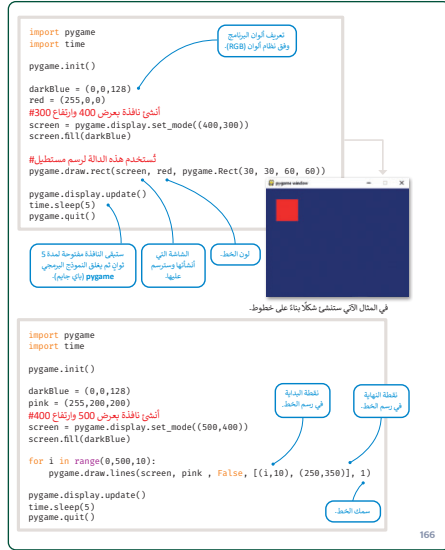 import pygame
import time
تعريف ألوان البرنامج
وفق نظام ألوان (RGB).
pygame.init()
darkBlue = (0,0,128)
red = (255,0,0)
#أنشئ نافذة بعرض 400 وارتفاع 300
screen = pygame.display.set_mode((400,300))
screen.fill(darkBlue)
#تُستخدم هذه الدالة لرسم مستطيل
pygame.draw.rect(screen, red, pygame.Rect(30, 30, 60, 60))
pygame window
pygame.display.update()
time.sleep(5)
pygame.quit()
لون الخط.
الشاشة التي
أنشأتها وسترسم
عليها.
ستبقى النافذة مفتوحة لمدة 5
ثوانٍ ثم يغلق النموذج البرمجي
pygame (باي جايم).
في المثال الآتي ستنشئ شكلًا بناءً على خطوط.
import pygame
import time
pygame.init()
darkBlue = (0,0,128)
pink = (255,200,200)
#أنشئ نافذة بعرض 500 وارتفاع 400
screen = pygame.display.set_mode((500,400))
screen.fill(darkBlue)
نقطة النهاية
في رسم الخط.
نقطة البداية
في رسم الخط.
for i in range(0,500,10):
pygame.draw.lines(screen, pink , False, [(i,10), (250,350)], 1)
pygame.display.update()
time.sleep(5)
pygame.quit()
سمك الخط.
166